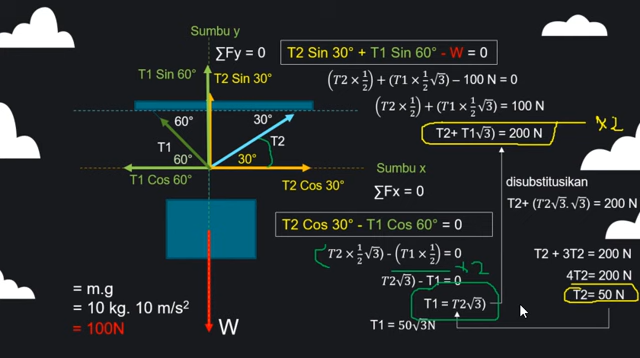 Sumbu y
∑Fy = 0
T2 Sin 30° + T1 Sin 60° - W = 0
T1 Sin 60°
T2 Sin 30°
(T2 × 1/2) + (T1 × 1/2 √3) − 100 N = 0
(T2 × 1/2) + (T1 × 1/2 √3) = 100 N
T2+ T1√3) = 200 N
×2
60°
30°
T1
T2
60°
30°
T1 Cos 60°
T2 Cos 30°
Sumbu x
∑Fx = 0
T2 Cos 30° - T1 Cos 60° = 0
(T2 × 1/2 √3) - (T1 × 1/2) = 0
×2
T2√3) - T1 = 0
T1 = T2√3)
T1 = 50√3N
disubstitusikan
T2+ (T2√3. √3) = 200 N
T2 + 3T2 = 200 N
4T2 = 200 N
T2= 50 N
= m.g
= 10 kg. 10 m/s²
= 100N
W